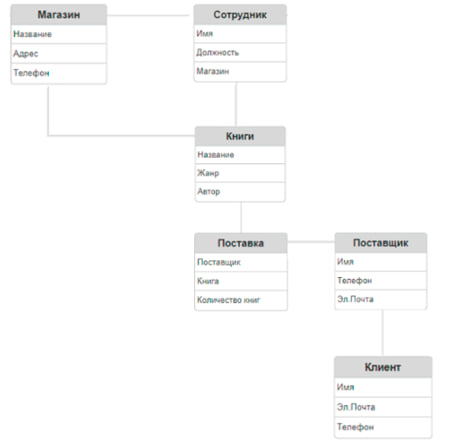 Магазин
Название
Адрес
Телефон
Сотрудник
Имя
Должность
Магазин
Книги
Название
Жанр
Автор
Поставка
Поставщик
Книга
Количество книг
Поставщик
Имя
Телефон
Эл.Почта
Клиент
Имя
Эл.Почта
Телефон